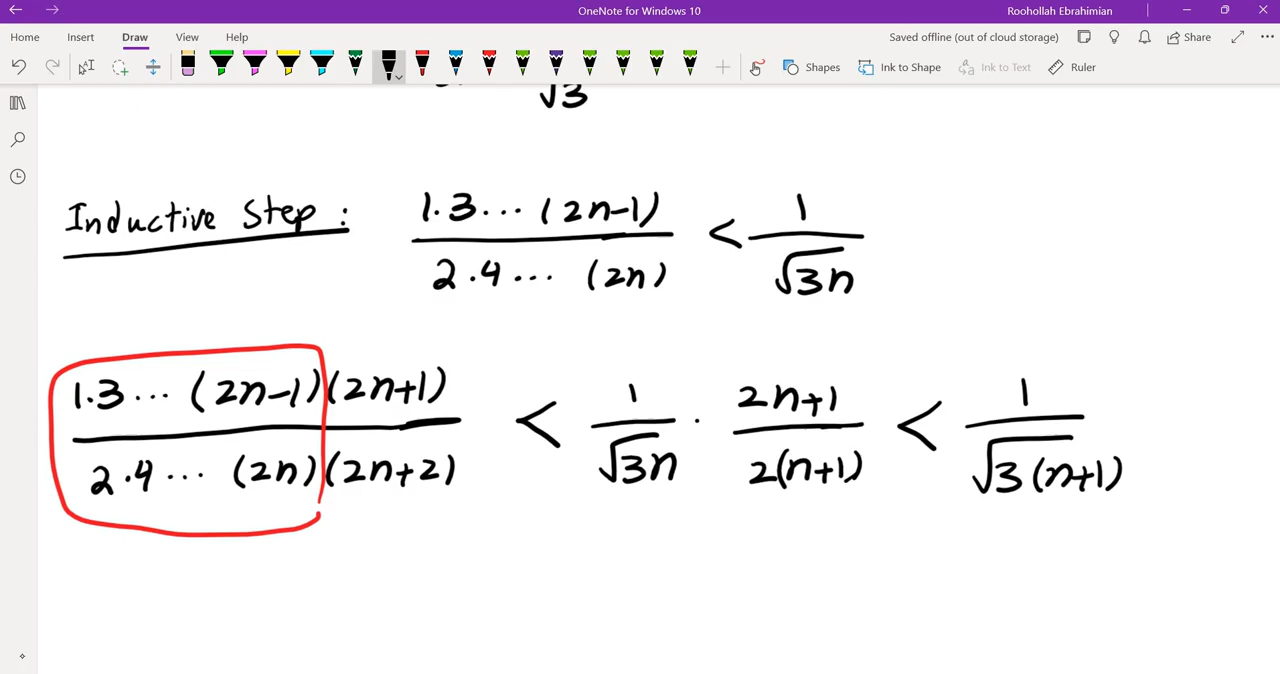 OneNote for Windows 10
Roohollah Ebrahimian
Home Insert Draw View Help
Saved offline (out of cloud storage) Share
Shapes Ink to Shape Ink to Text Ruler
√3
Inductive Step: 1.3...(2n-1) / 2.4...(2n) < 1 / √3n
1.3...(2n-1)(2n+1) / 2.4...(2n)(2n+2) < 1 / √3n · 2n+1 / 2(n+1) < 1 / √3(n+1)